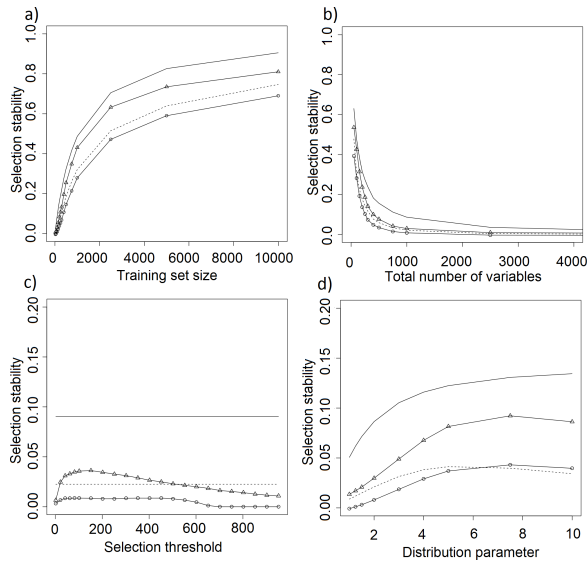 a)
Selection stability
0.0 0.2 0.4 0.6 0.8 1.0
0 2000 4000 6000 8000 10000
Training set size
b)
Selection stability
0.0 0.2 0.4 0.6 0.8 1.0
0 1000 2000 3000 4000
Total number of variables
c)
Selection stability
0.00 0.05 0.10 0.15 0.20
0 200 400 600 800
Selection threshold
d)
Selection stability
0.00 0.05 0.10 0.15 0.20
2 4 6 8 10
Distribution parameter